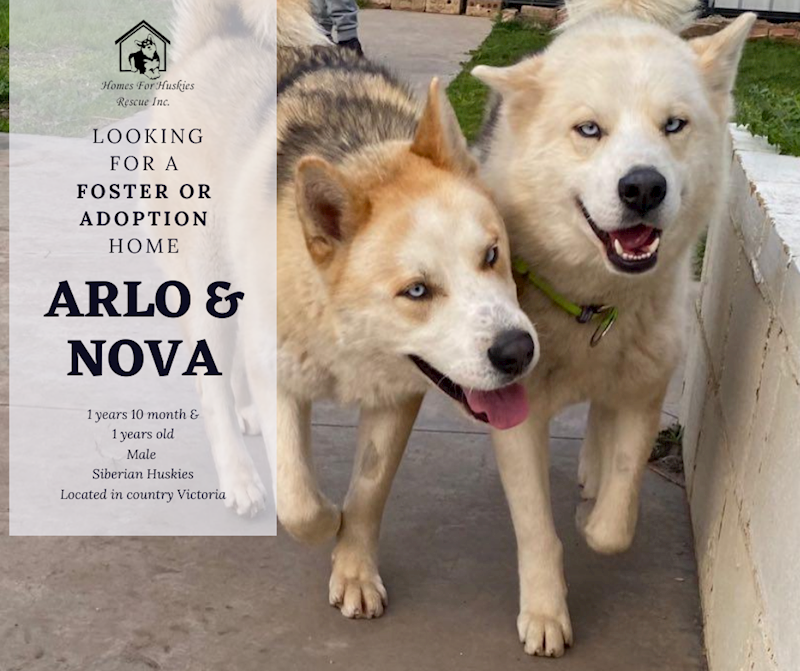 Homes For Huskies
Rescue Inc.
LOOKING
FOR A
FOSTER OR
ADOPTION
HOME
ARLO &
NOVA
1 years 10 month &
1 years old
Male
Siberian Huskies
Located in country Victoria